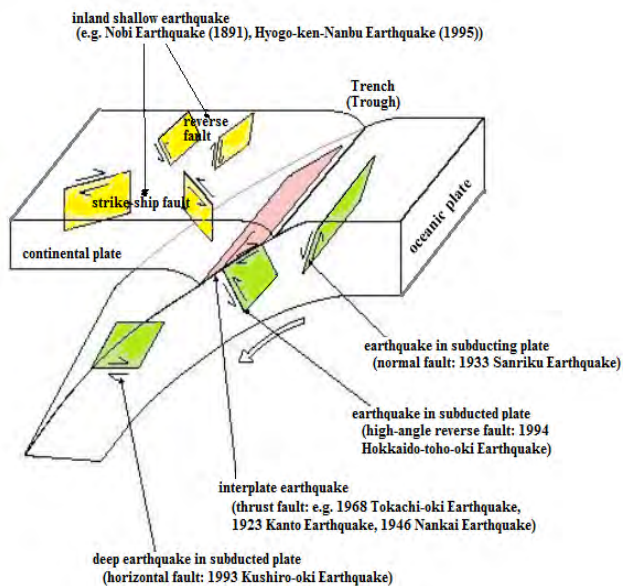 inland shallow earthquake
(e.g. Nobi Earthquake (1891), Hyogo-ken-Nanbu Earthquake (1995))
Trench
(Trough)
reverse
fault
strike-ship fault
continental plate
oceanic plate
earthquake in subducting plate
(normal fault: 1933 Sanriku Earthquake)
earthquake in subducted plate
(high-angle reverse fault: 1994
Hokkaido-toho-oki Earthquake)
interplate earthquake
(thrust fault: e.g. 1968 Tokachi-oki Earthquake,
1923 Kanto Earthquake, 1946 Nankai Earthquake)
deep earthquake in subducted plate
(horizontal fault: 1993 Kushiro-oki Earthquake)